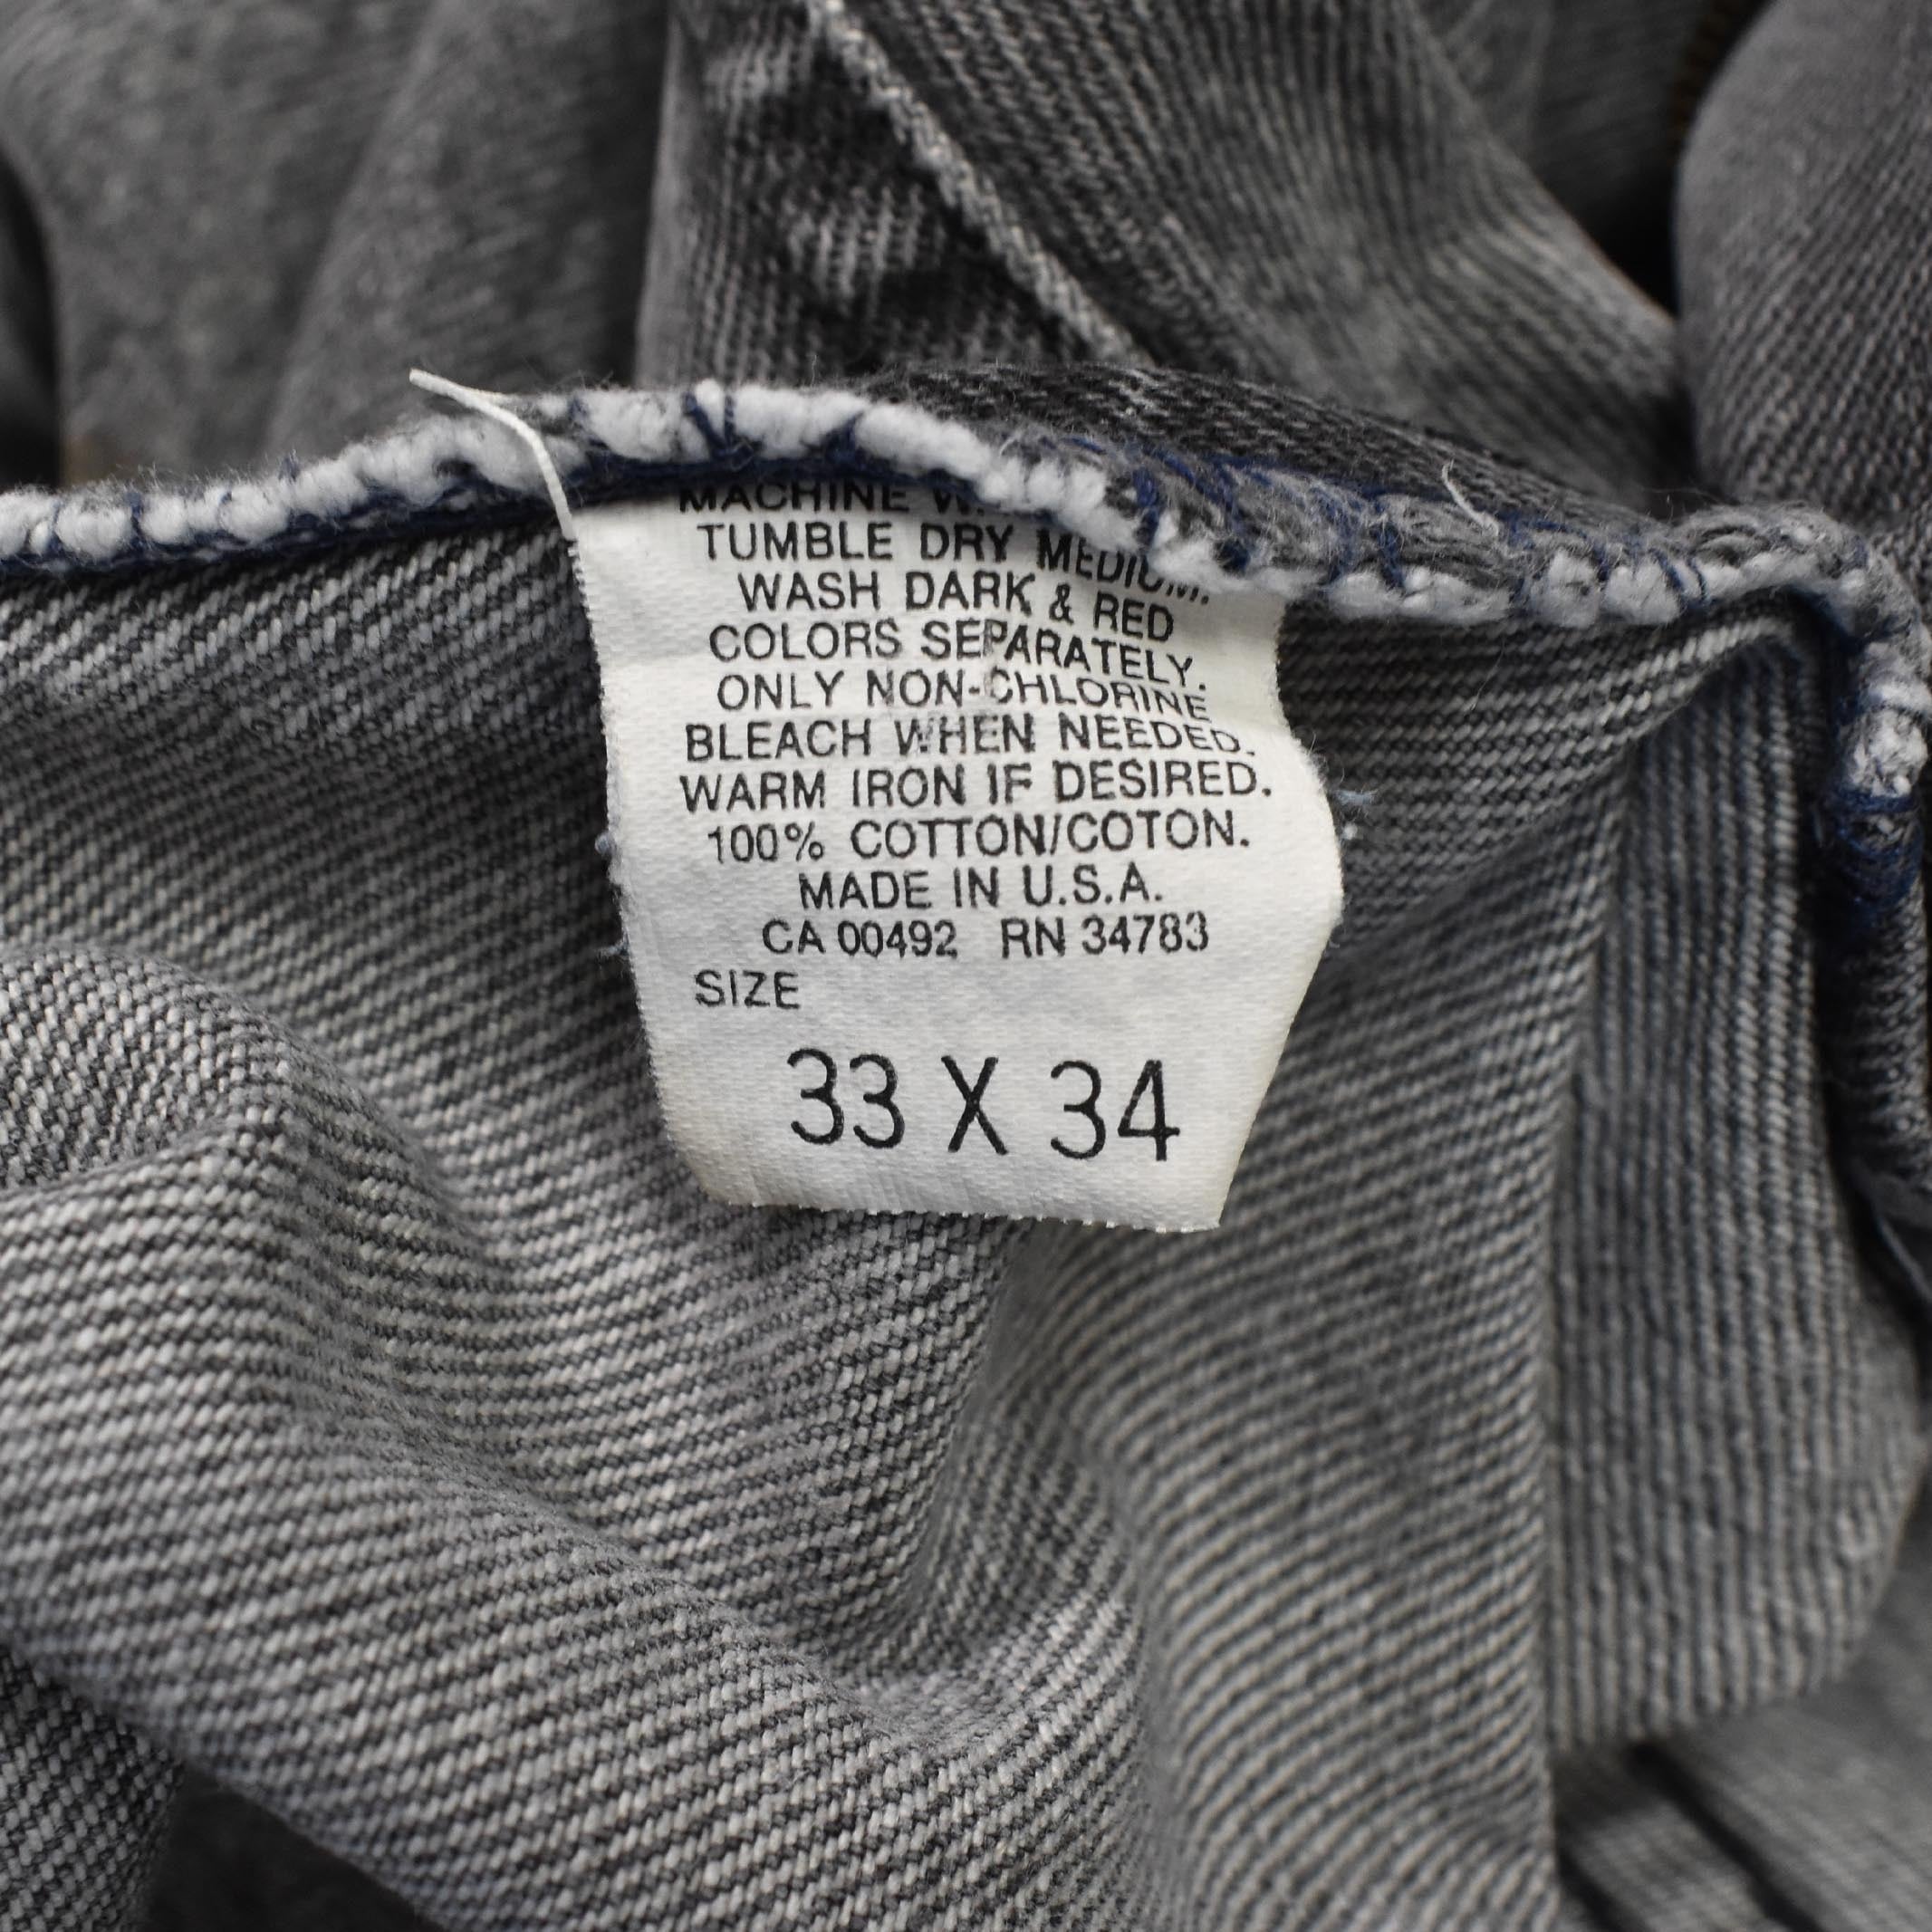 MACHINE
TUMBLE DRY MEDIUM.
WASH DARK & RED
COLORS SEPARATELY.
ONLY NON-CHLORINE
BLEACH WHEN NEEDED.
WARM IRON IF DESIRED.
100% COTTON/COTON.
MADE IN U.S.A.
CA 00492 RN 34783
SIZE
33 X 34